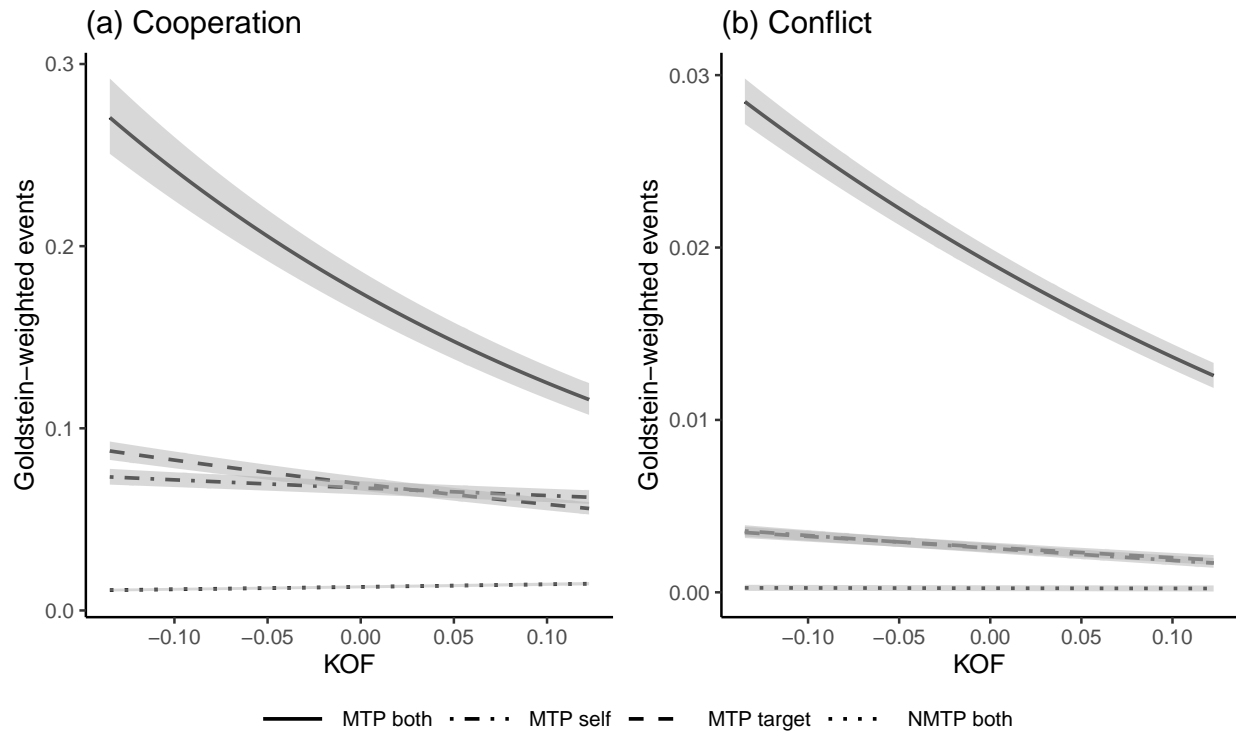 (a) Cooperation
Goldstein−weighted events
0.3
0.2
0.1
0.0
−0.10 −0.05 0.00 0.05 0.10
KOF
(b) Conflict
Goldstein−weighted events
0.03
0.02
0.01
0.00
−0.10 −0.05 0.00 0.05 0.10
KOF
MTP both MTP self MTP target NMTP both